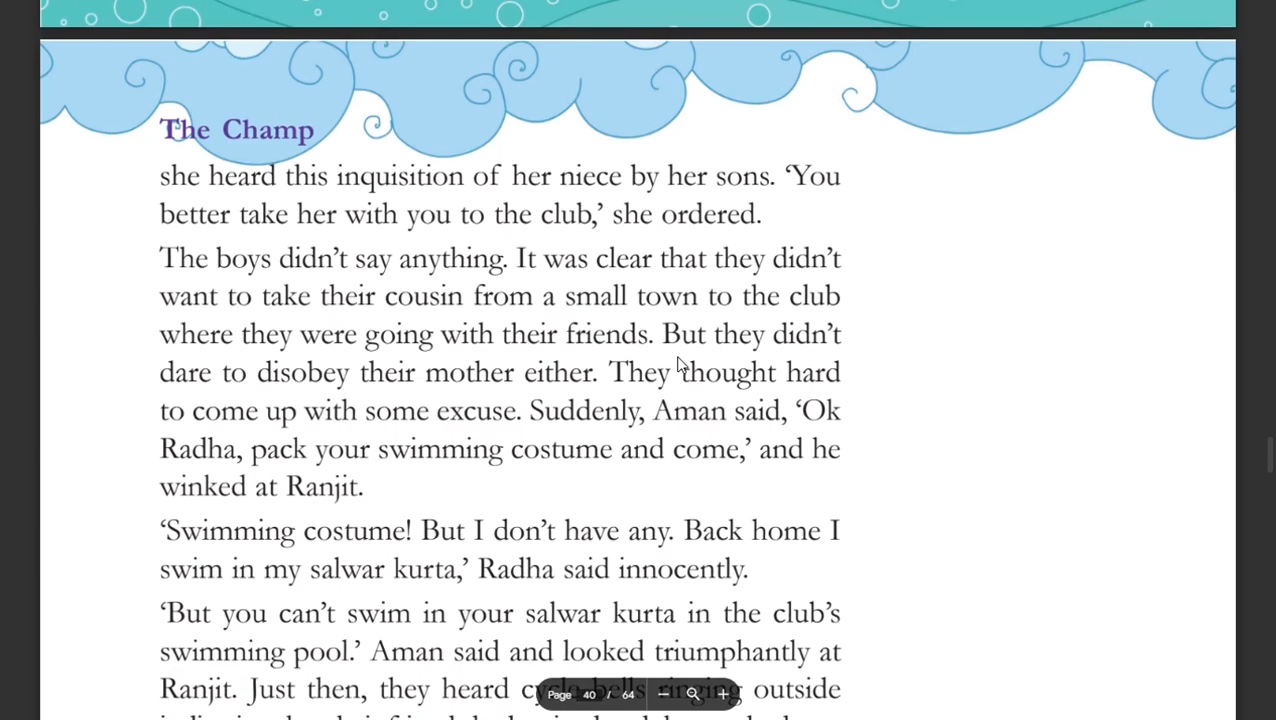 The Champ
she heard this inquisition of her niece by her sons. ‘You
better take her with you to the club,’ she ordered.
The boys didn’t say anything. It was clear that they didn’t
want to take their cousin from a small town to the club
where they were going with their friends. But they didn’t
dare to disobey their mother either. They thought hard
to come up with some excuse. Suddenly, Aman said, ‘Ok
Radha, pack your swimming costume and come,’ and he
winked at Ranjit.
‘Swimming costume! But I don’t have any. Back home I
swim in my salwar kurta,’ Radha said innocently.
‘But you can’t swim in your salwar kurta in the club’s
swimming pool.’ Aman said and looked triumphantly at
Ranjit. Just then, they heard cycle bells ringing outside
Page 40 / 64